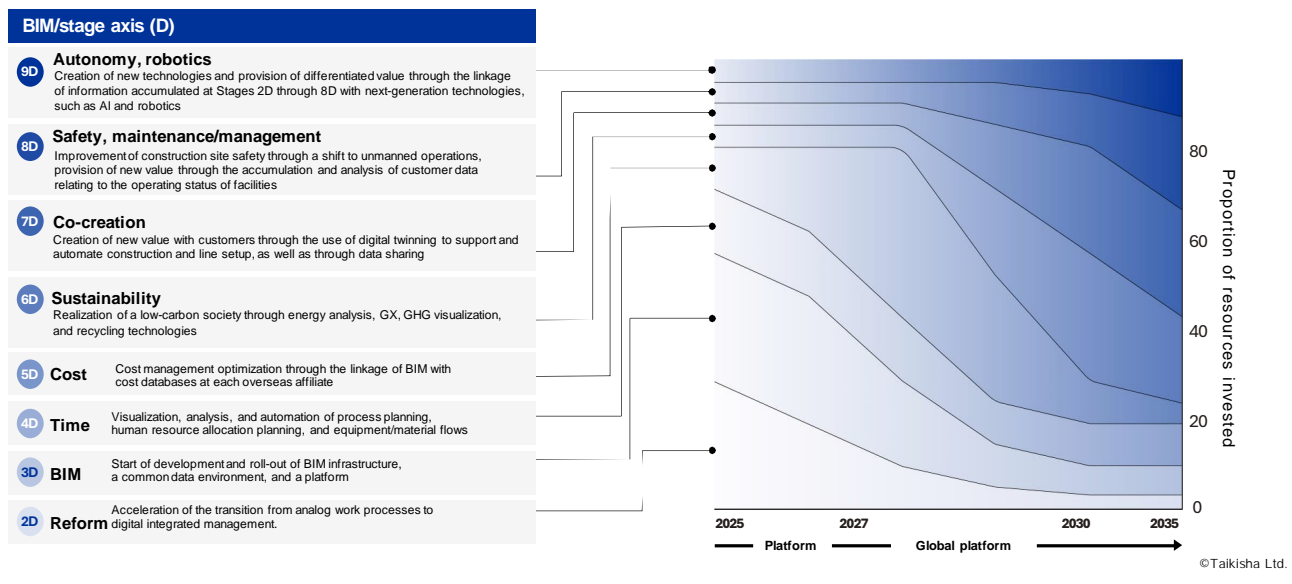 BIM/stage axis (D)
9D
Autonomy, robotics
Creation of new technologies and provision of differentiated value through the linkage
of information accumulated at Stages 2D through 8D with next-generation technologies,
such as AI and robotics
8D
Safety, maintenance/management
Improvement of construction site safety through a shift to unmanned operations,
provision of new value through the accumulation and analysis of customer data
relating to the operating status of facilities
7D
Co-creation
Creation of new value with customers through the use of digital twinning to support and
automate construction and line setup, as well as through data sharing
6D
Sustainability
Realization of a low-carbon society through energy analysis, GX, GHG visualization,
and recycling technologies
5D
Cost
Cost management optimization through the linkage of BIM with
cost databases at each overseas affiliate
4D
Time
Visualization, analysis, and automation of process planning,
human resource allocation planning, and equipment/material flows
3D
BIM
Start of development and roll-out of BIM infrastructure,
a common data environment, and a platform
2D
Reform
Acceleration of the transition from analog work processes to
digital integrated management.
80
60
40
20
0
Proportion of resources invested
2025
2027
2030
2035
Platform
Global platform
©Taikisha Ltd.